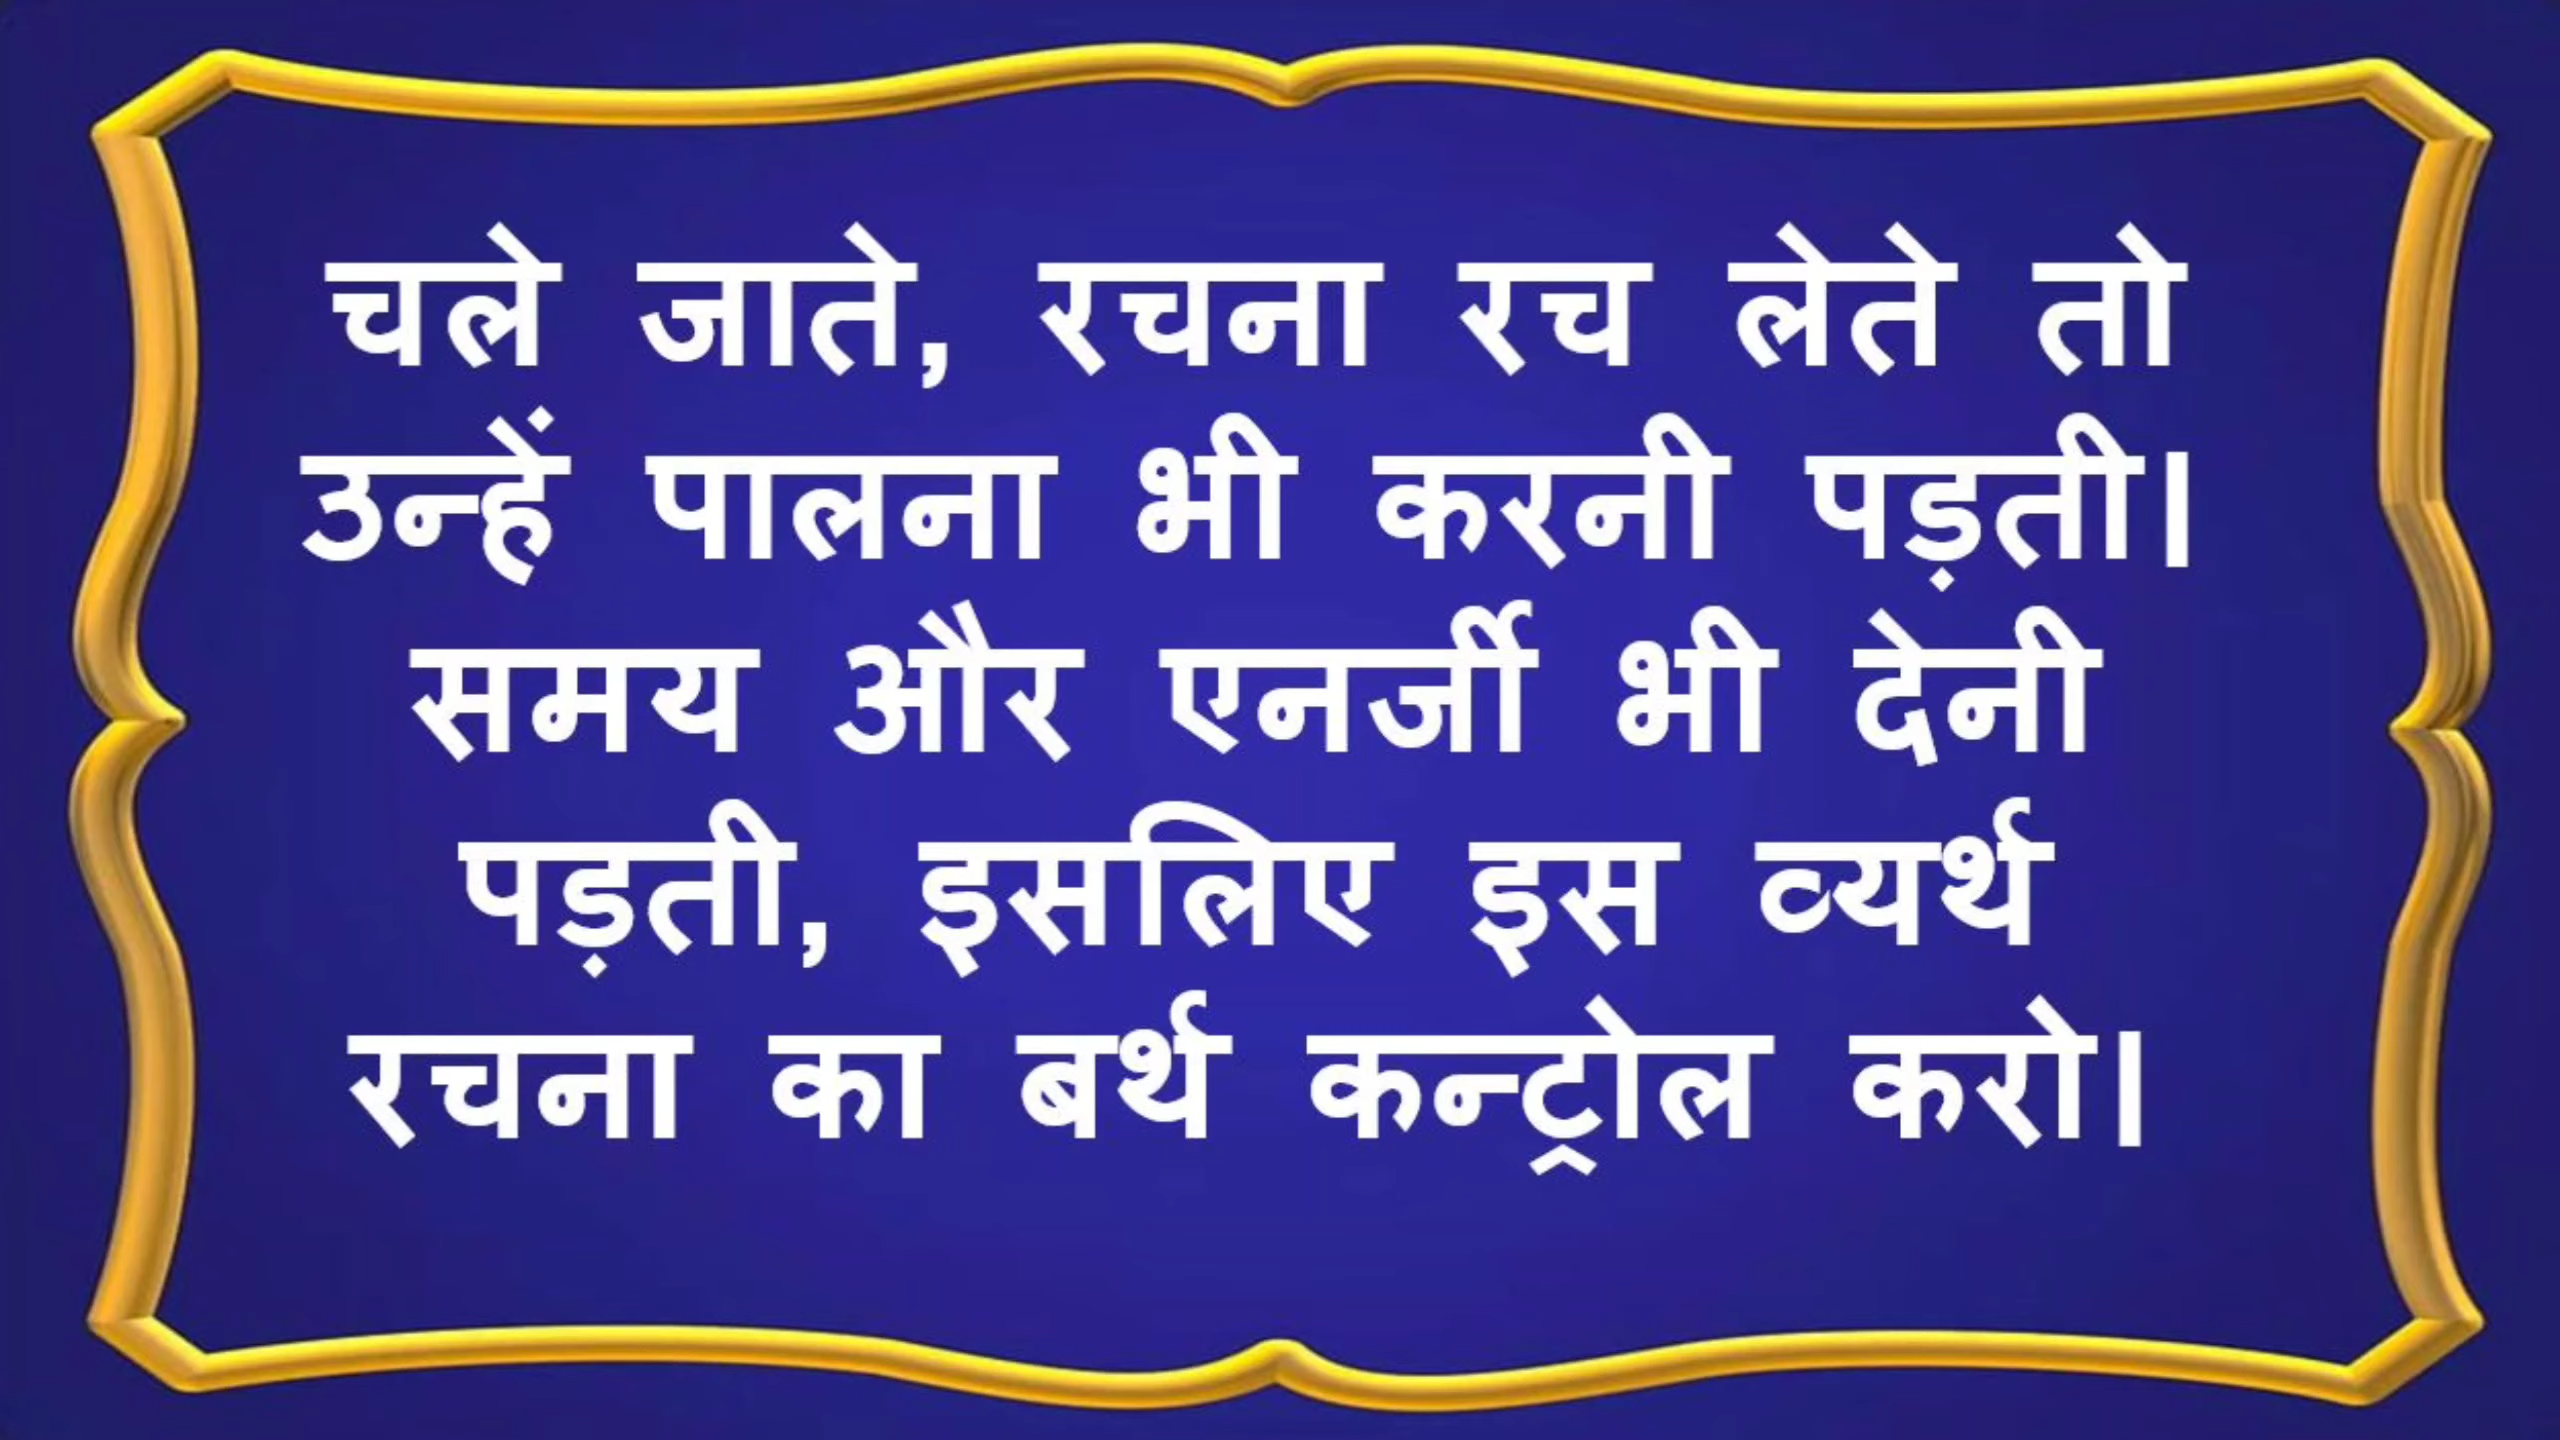 चले जाते, रचना रच लेते तो
उन्हें पालना भी करनी पड़ती।
समय और एनर्जी भी देनी
पड़ती, इसलिए इस व्यर्थ
रचना का बर्थ कन्ट्रोल करो।